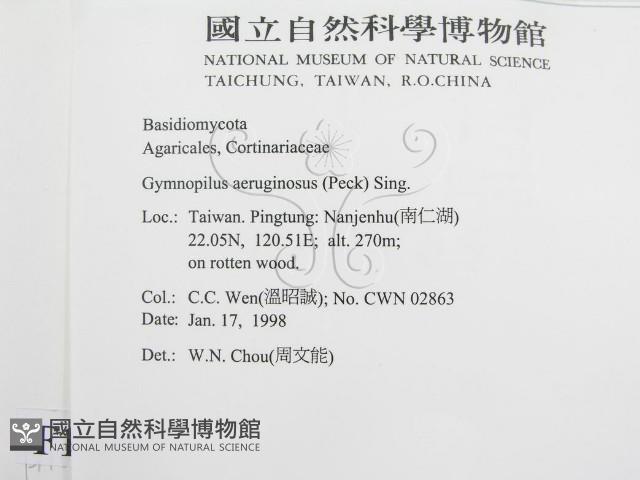 國立自然科學博物館
NATIONAL MUSEUM OF NATURAL SCIENCE
TAICHUNG, TAIWAN, R.O.CHINA
Basidiomycota
Agaricales, Cortinariaceae
Gymnopilus aeruginosus (Peck) Sing.
Loc.: Taiwan. Pingtung: Nanjenhu(南仁湖)
22.05N, 120.51E; alt. 270m;
on rotten wood.
Col.: C.C. Wen(溫昭誠); No. CWN 02863
Date: Jan. 17, 1998
Det.: W.N. Chou(周文能)
國立自然科學博物館
NATIONAL MUSEUM OF NATURAL SCIENCE